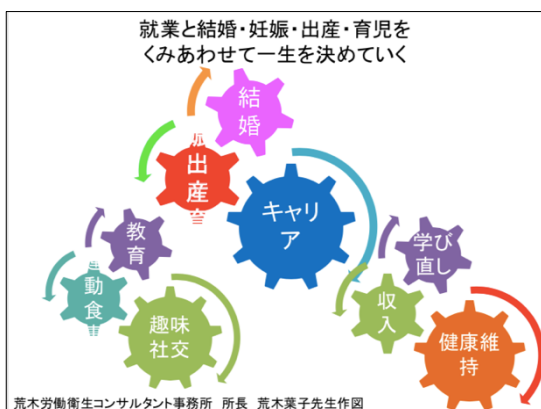 就業と結婚・妊娠・出産・育児を
くみあわせて一生を決めていく
結
婚
出
産
キャリ
ア
教
育
学び
直し
動
食
趣味
社交
収
入
健康維
持
荒木労働衛生コンサルタント事務所 所長 荒木葉子先生作図